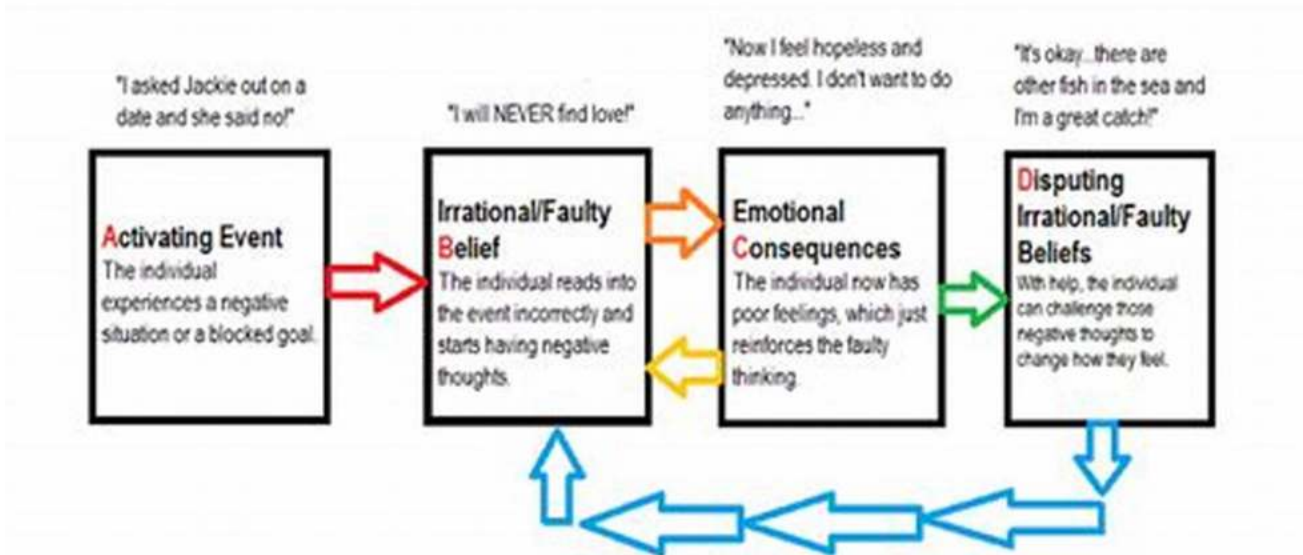 "I asked Jackie out on a
date and she said no!"
Activating Event
The individual
experiences a negative
situation or a blocked goal.
"I will NEVER find love!"
Irrational/Faulty
Belief
The individual reads into
the event incorrectly and
starts having negative
thoughts.
"Now I feel hopeless and
depressed. I don't want to do
anything..."
Emotional
Consequences
The individual now has
poor feelings, which just
reinforces the faulty
thinking.
"It's okay...there are
other fish in the sea and
I'm a great catch!"
Disputing
Irrational/Faulty
Beliefs
With help, the individual
can challenge those
negative thoughts to
change how they feel.